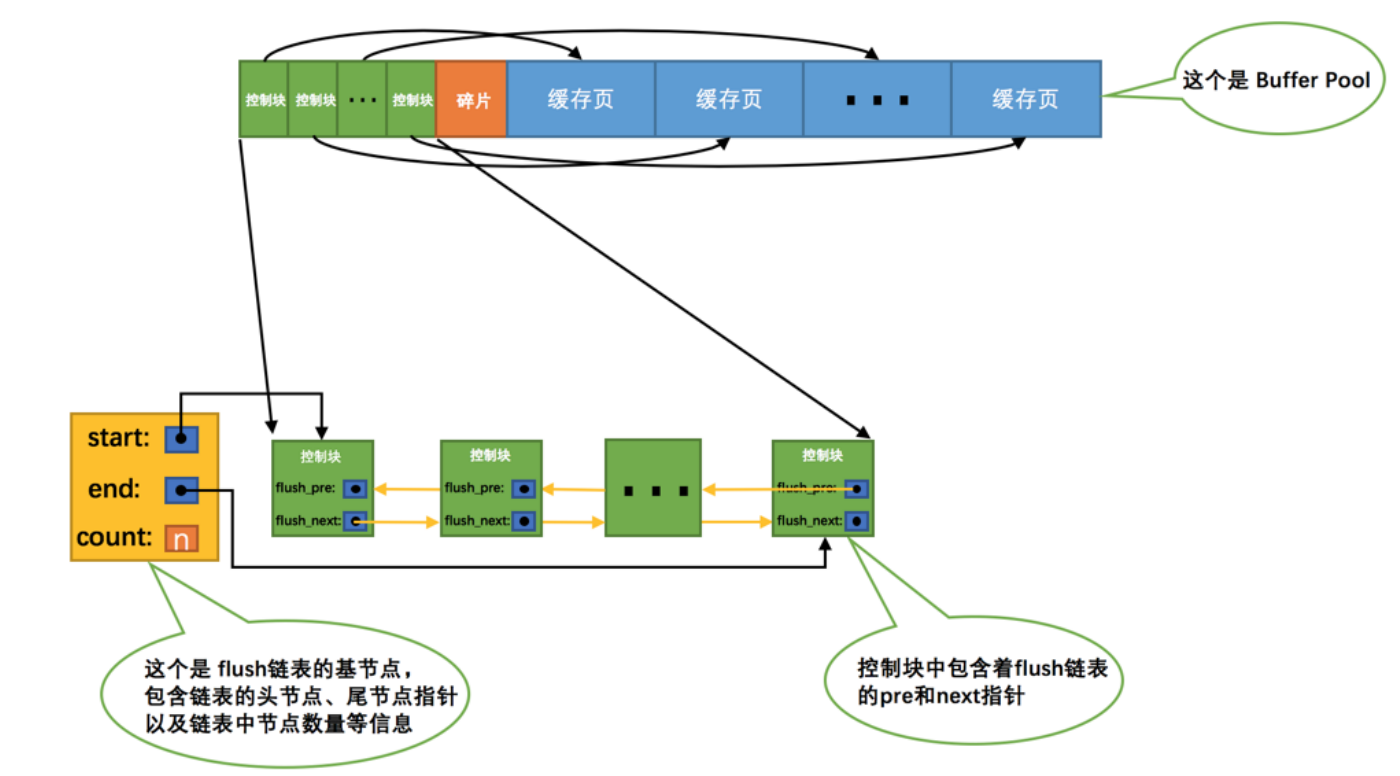 控制块 控制块 ··· 控制块 碎片 缓存页 缓存页 ··· 缓存页
这个是 Buffer Pool
start:
end:
count: n
控制块
flush_pre:
flush_next:
控制块
flush_pre:
flush_next:
···
控制块
flush_pre:
flush_next:
这个是 flush链表的基节点，
包含链表的头节点、尾节点指针
以及链表中节点数量等信息
控制块中包含着flush链表
的pre和next指针